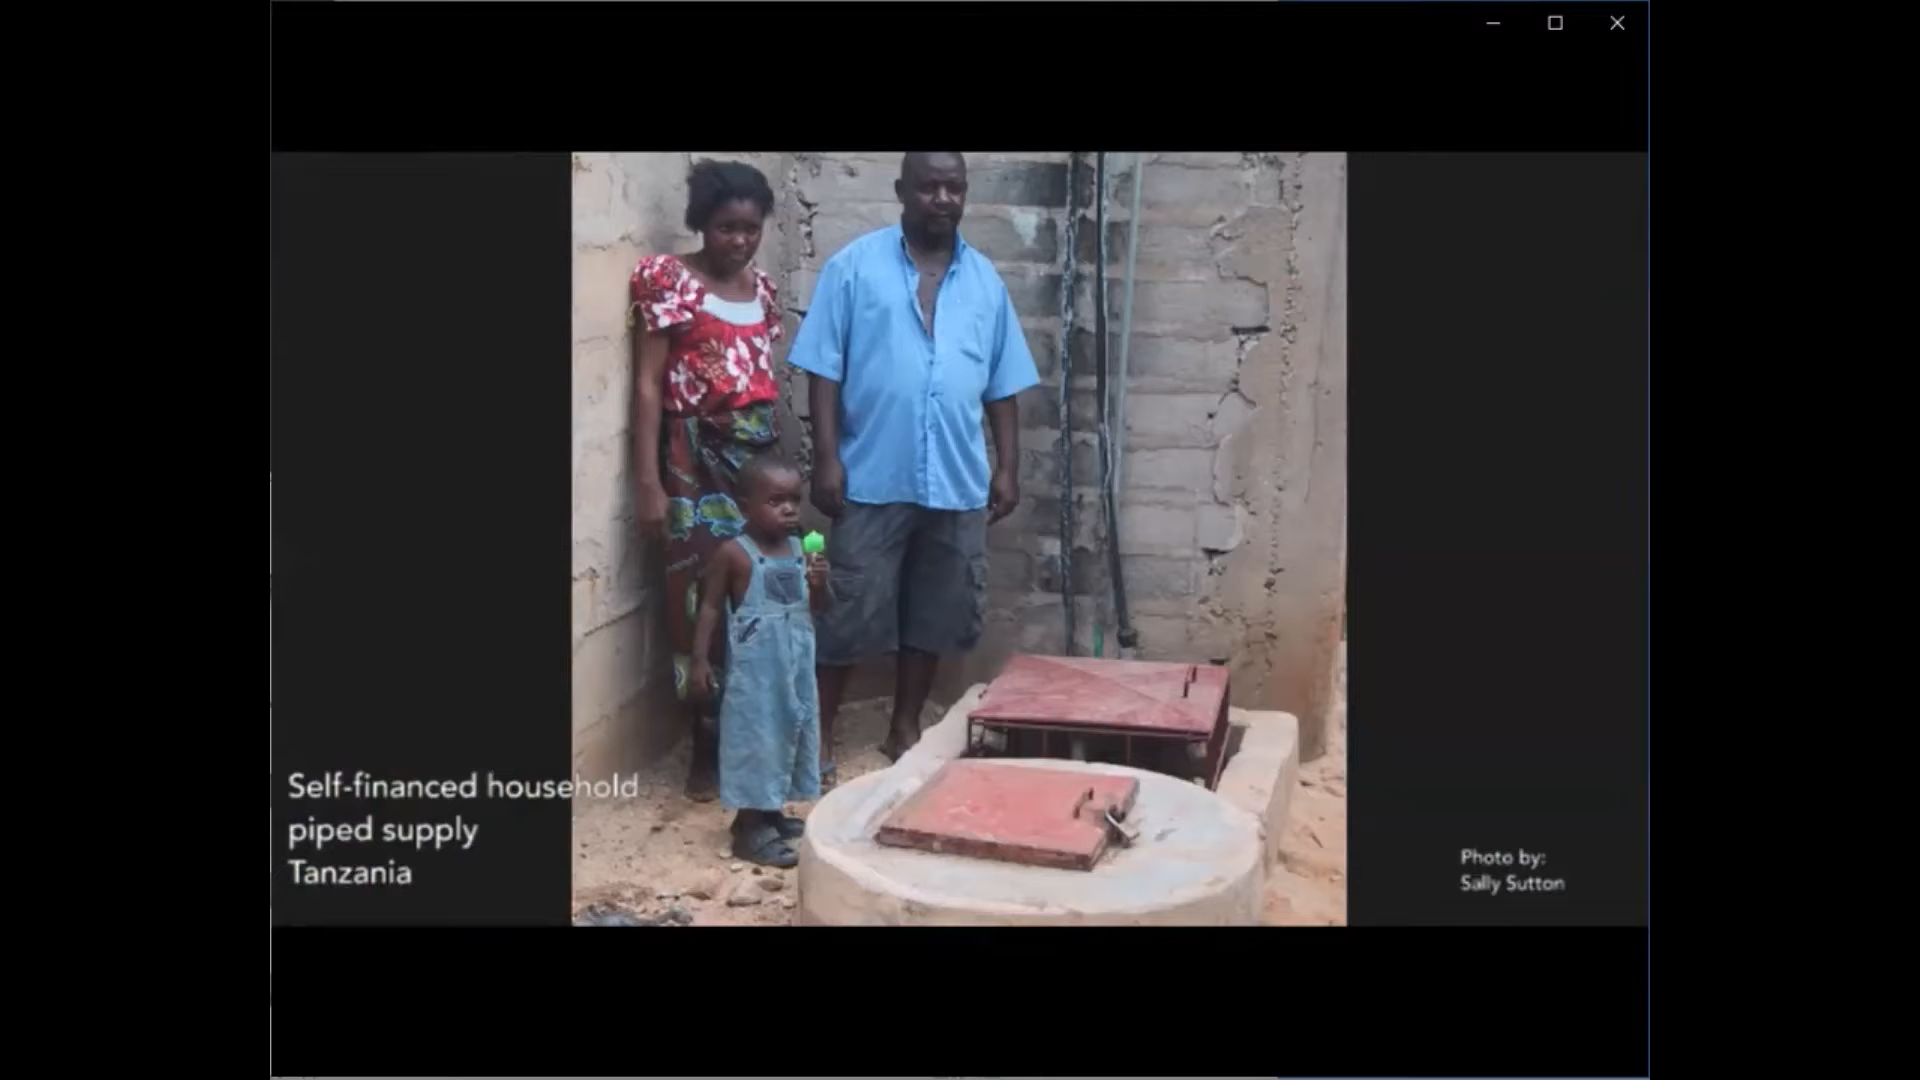 Self-financed household
piped supply
Tanzania
Photo by:
Sally Sutton